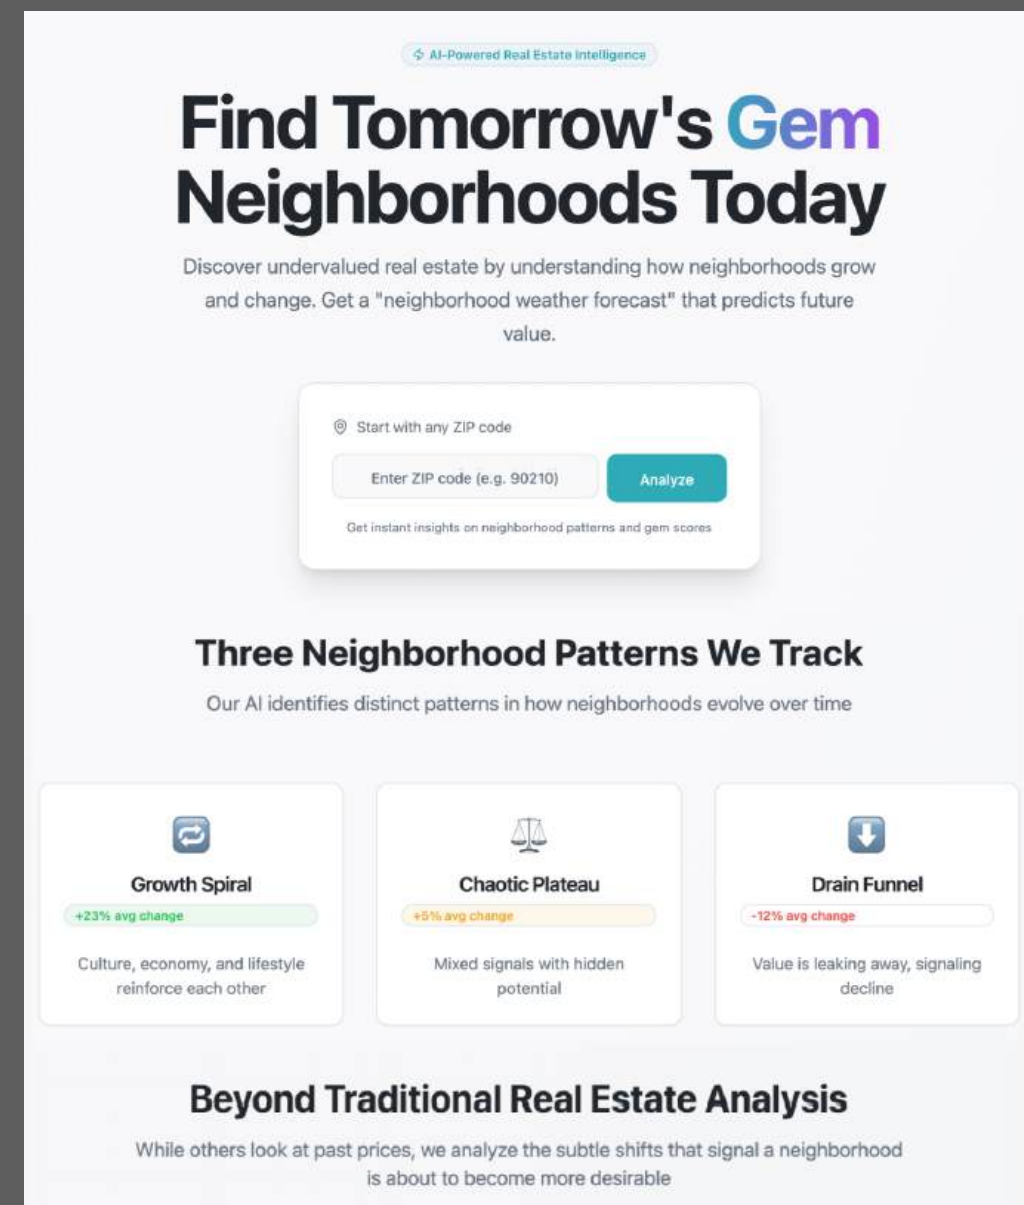 AI-Powered Real Estate Intelligence
Find Tomorrow's Gem
Neighborhoods Today
Discover undervalued real estate by understanding how neighborhoods grow
and change. Get a "neighborhood weather forecast" that predicts future
value.
Start with any ZIP code
Enter ZIP code (e.g. 90210)
Analyze
Get instant insights on neighborhood patterns and gem scores
Three Neighborhood Patterns We Track
Our AI identifies distinct patterns in how neighborhoods evolve over time
Growth Spiral
+23% avg change
Culture, economy, and lifestyle
reinforce each other
Chaotic Plateau
+5% avg change
Mixed signals with hidden
potential
Drain Funnel
-12% avg change
Value is leaking away, signaling
decline
Beyond Traditional Real Estate Analysis
While others look at past prices, we analyze the subtle shifts that signal a neighborhood
is about to become more desirable